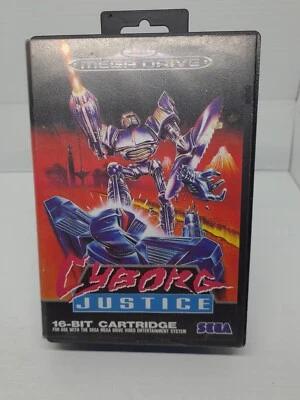 MEGA DRIVE
CYBORG
JUSTICE
16-BIT CARTRIDGE
FOR USE WITH THE SEGA MEGA DRIVE VIDEO ENTERTAINMENT SYSTEM
SEGA